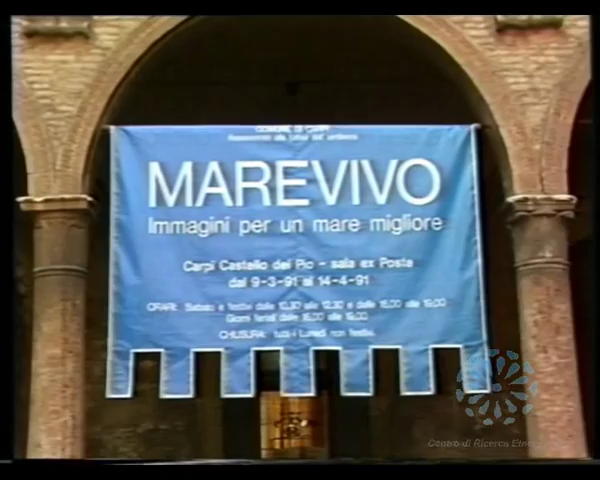 COMUNE DI CARPI
MAREVIVO
Immagini per un mare migliore
Carpi Castello dei Pio - sala ex Poste
dal 9-3-91 al 14-4-91
ORARI: Sabato e festivi dalle 10,30 alle 12,30 e dalle 15,00 alle 19,00
Giorni feriali dalle 15,00 alle 19,00
CHIUSURA: tutti i Lunedì non festivi.
Centro di Ricerca